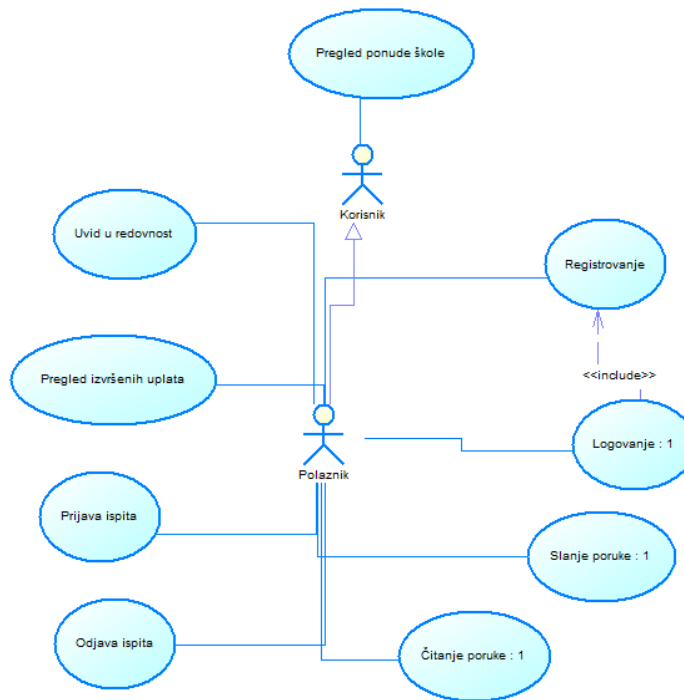 Pregled ponude škole
Korisnik
Uvid u redovnost
Registrovanje
Pregled izvršenih uplata
<<include>>
Logovanje : 1
Polaznik
Prijava ispita
Slanje poruke : 1
Odjava ispita
Čitanje poruke : 1